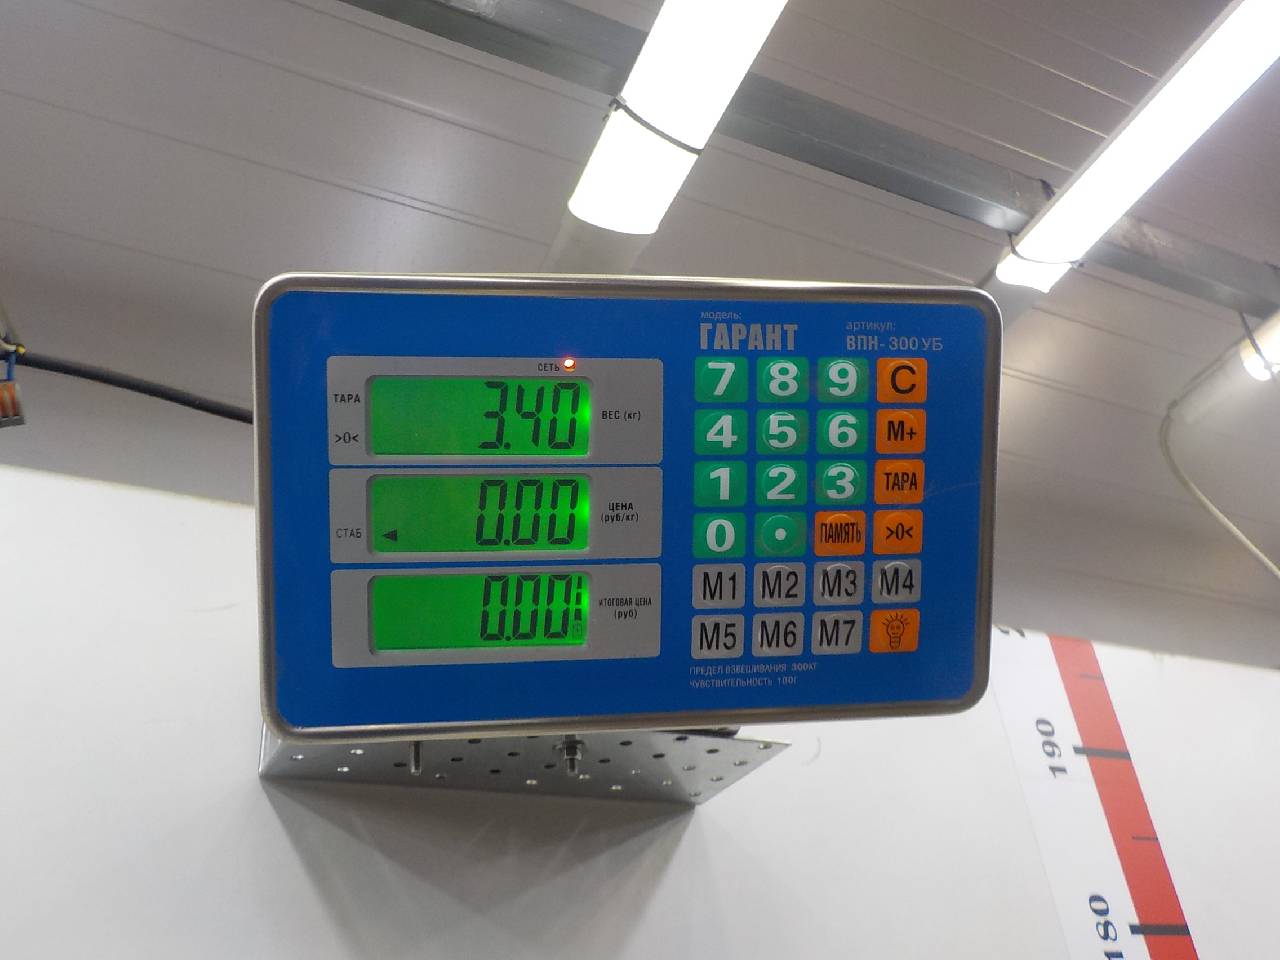 модель:
ГАРАНТ
артикул:
ВПН-300УБ
СЕТЬ
ТАРА
>0<
3.40
ВЕС (кг)
СТАБ
0.00
ЦЕНА
(руб/кг)
0.00
ИТОГОВАЯ ЦЕНА
(руб)
7 8 9 C
4 5 6 M+
1 2 3 ТАРА
0 . ПАМЯТЬ >0<
M1 M2 M3 M4
M5 M6 M7
ПРЕДЕЛ ВЗВЕШИВАНИЯ 300КГ
ЧУВСТВИТЕЛЬНОСТЬ 100Г
190
180